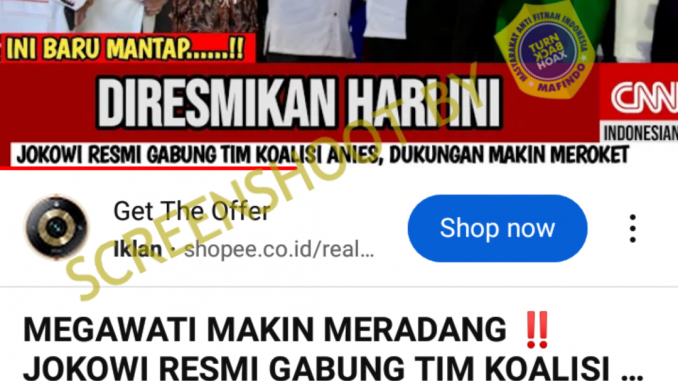 INI BARU MANTAP......!!
MASYARAKAT ANTI FITNAH INDONESIA
TURN
BACK
HOAX
MAFINDO
DIRESMIKAN HARI INI
CNN
INDONESIAN
JOKOWI RESMI GABUNG TIM KOALISI ANIES, DUKUNGAN MAKIN MEROKET
SCREENSHOOT BY
Get The Offer
Iklan · shopee.co.id/real...
Shop now
MEGAWATI MAKIN MERADANG ‼️
JOKOWI RESMI GABUNG TIM KOALISI ...